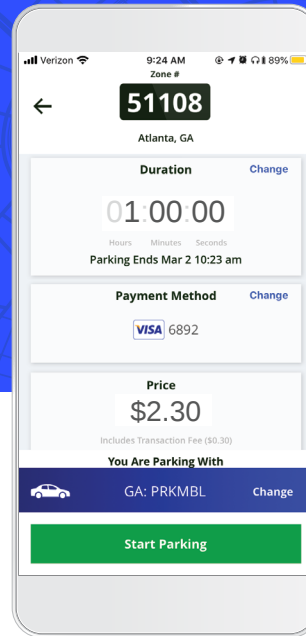 Verizon 9:24 AM 89%
Zone #
51108
Atlanta, GA
Duration Change
01:00:00
Hours Minutes Seconds
Parking Ends Mar 2 10:23 am
Payment Method Change
VISA 6892
Price
$2.30
Includes Transaction Fee ($0.30)
You Are Parking With
GA: PRKMBL Change
Start Parking